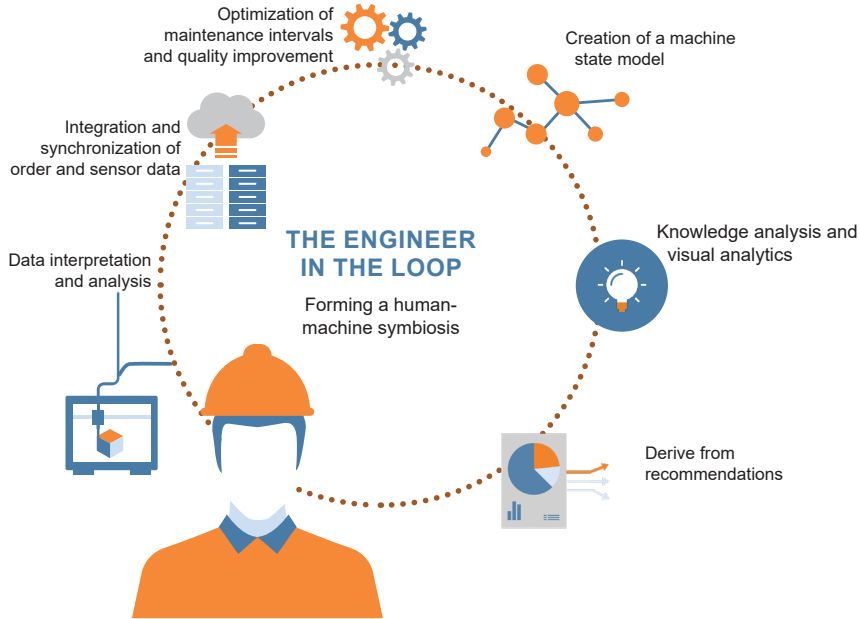 Optimization of
maintenance intervals
and quality improvement
Creation of a machine
state model
Integration and
synchronization of
order and sensor data
Knowledge analysis and
visual analytics
THE ENGINEER
IN THE LOOP
Forming a human-
machine symbiosis
Data interpretation
and analysis
Derive from
recommendations